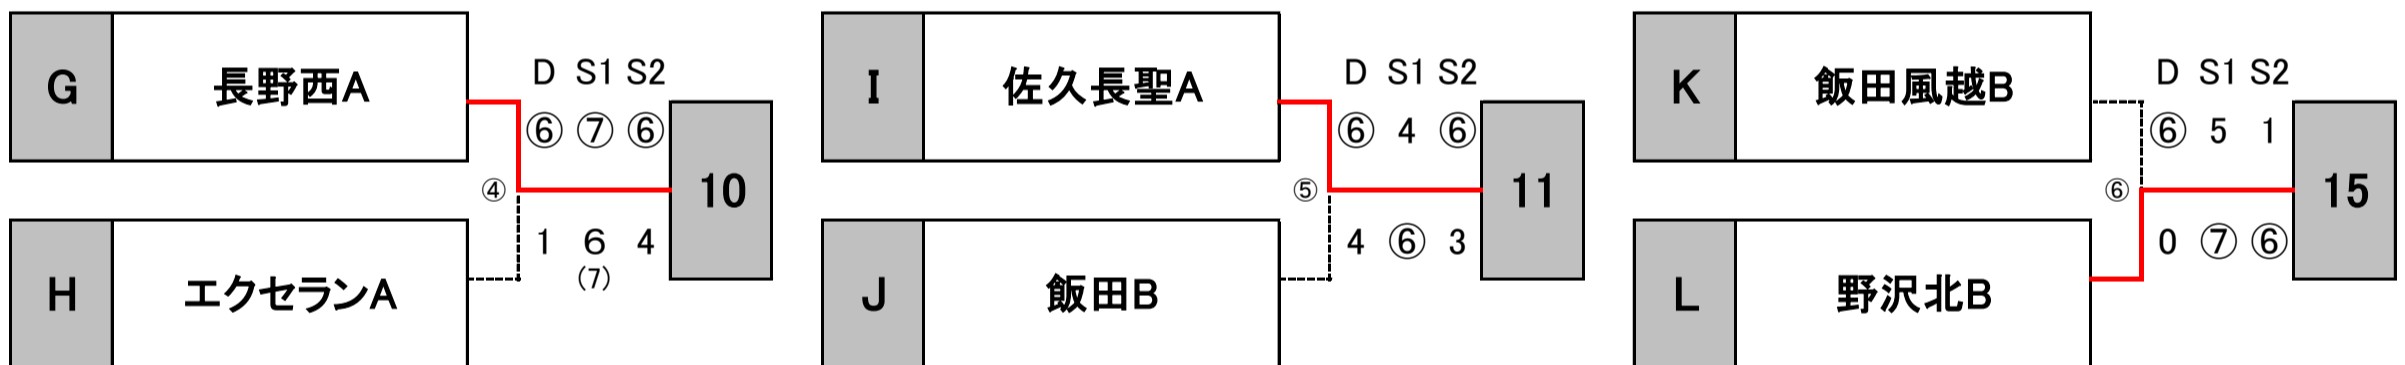 G 長野西A
D S1 S2
⑥ ⑦ ⑥
④
10
1 6 4
(7)
H エクセランA
I 佐久長聖A
D S1 S2
⑥ 4 ⑥
⑤
11
4 ⑥ 3
J 飯田B
K 飯田風越B
D S1 S2
⑥ 5 1
⑥
15
0 ⑦ ⑥
L 野沢北B